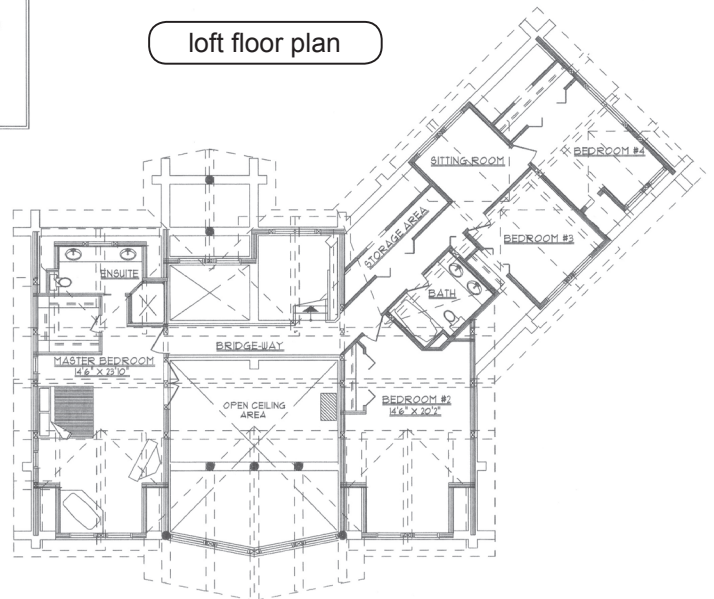 loft floor plan
BEDROOM #4
SITTING ROOM
STORAGE AREA
BEDROOM #3
ENSUITE
BATH
BRIDGE-WAY
MASTER BEDROOM
14'6" X 23'10"
OPEN CEILING
AREA
BEDROOM #2
14'6" X 20'2"